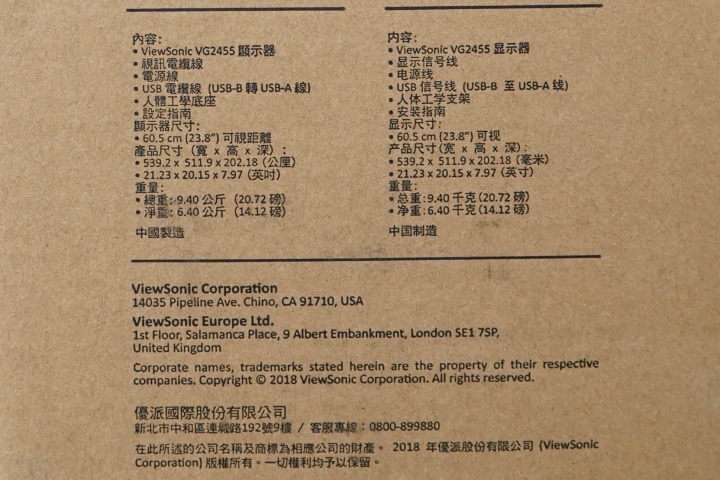 內容:
• ViewSonic VG2455 顯示器
• 視訊電纜線
• 電源線
• USB 電纜線 (USB-B 轉 USB-A 線)
• 人體工學底座
• 設定指南
顯示器尺寸:
• 60.5 cm (23.8") 可視距離
產品尺寸 (寬 x 高 x 深) :
• 539.2 x 511.9 x 202.18 (公厘)
• 21.23 x 20.15 x 7.97 (英吋)
重量:
• 總重: 9.40 公斤 (20.72 磅)
• 淨重: 6.40 公斤 (14.12 磅)
中國製造
内容:
• ViewSonic VG2455 显示器
• 显示信号线
• 电源线
• USB 信号线 (USB-B 至 USB-A 线)
• 人体工学支架
• 安装指南
显示尺寸:
• 60.5 cm (23.8") 可视
产品尺寸(宽 x 高 x 深):
• 539.2 x 511.9 x 202.18 (毫米)
• 21.23 x 20.15 x 7.97 (英寸)
重量:
• 总重: 9.40 千克 (20.72 磅)
• 净重: 6.40 千克 (14.12 磅)
中国制造
ViewSonic Corporation
14035 Pipeline Ave. Chino, CA 91710, USA
ViewSonic Europe Ltd.
1st Floor, Salamanca Place, 9 Albert Embankment, London SE1 7SP,
United Kingdom
Corporate names, trademarks stated herein are the property of their respective
companies. Copyright © 2018 ViewSonic Corporation. All rights reserved.
優派國際股份有限公司
新北市中和區連城路192號9樓 / 客服專線：0800-899880
在此所述的公司名稱及商標為相應公司的財產。 2018 年優派股份有限公司 (ViewSonic
Corporation) 版權所有。一切權利均予以保留。